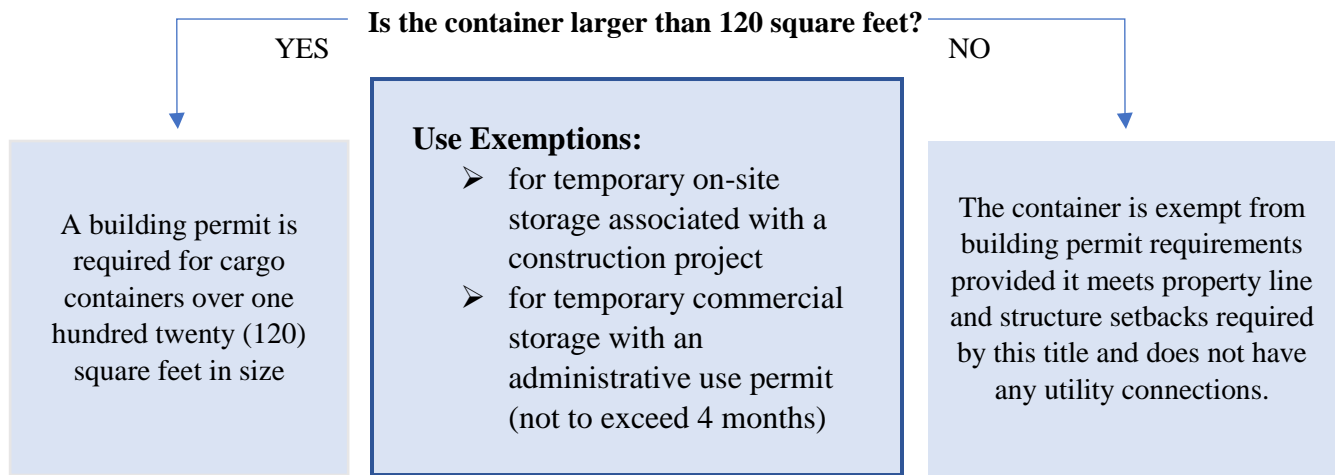 Is the container larger than 120 square feet?
YES
NO
A building permit is
required for cargo
containers over one
hundred twenty (120)
square feet in size
Use Exemptions:
➢ for temporary on-site
storage associated with a
construction project
➢ for temporary commercial
storage with an
administrative use permit
(not to exceed 4 months)
The container is exempt from
building permit requirements
provided it meets property line
and structure setbacks required
by this title and does not have
any utility connections.